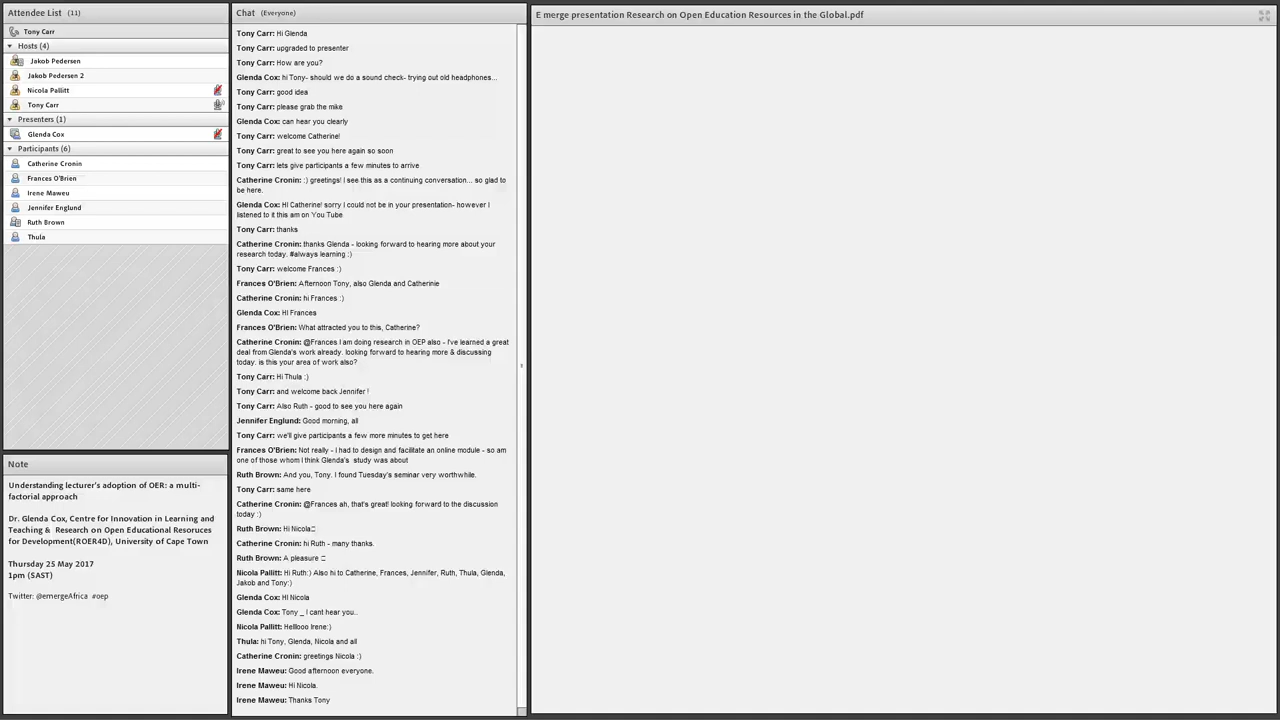 Attendee List (11)
Tony Carr
Hosts (4)
Jakob Pedersen
Jakob Pedersen 2
Nicola Pallitt
Tony Carr
Presenters (1)
Glenda Cox
Participants (6)
Catherine Cronin
Frances O'Brien
Irene Maweu
Jennifer Englund
Ruth Brown
Thula
Note
Understanding lecturer's adoption of OER: a multi-
factorial approach
Dr. Glenda Cox, Centre for Innovation in Learning and
Teaching & Research on Open Educational Resoruces
for Development(ROER4D), University of Cape Town
Thursday 25 May 2017
1pm (SAST)
Twitter: @emergeAfrica #oep
Chat (Everyone)
Tony Carr: Hi Glenda
Tony Carr: upgraded to presenter
Tony Carr: How are you?
Glenda Cox: hi Tony- should we do a sound check- trying out old headphones...
Tony Carr: good idea
Tony Carr: please grab the mike
Glenda Cox: can hear you clearly
Tony Carr: welcome Catherine!
Tony Carr: great to see you here again so soon
Tony Carr: lets give participants a few minutes to arrive
Catherine Cronin: :) greetings! I see this as a continuing conversation... so glad to
be here.
Glenda Cox: HI Catherine! sorry I could not be in your presentation- however I
listened to it this am on You Tube
Tony Carr: thanks
Catherine Cronin: thanks Glenda - looking forward to hearing more about your
research today. #always learning :)
Tony Carr: welcome Frances :)
Frances O'Brien: Afternoon Tony, also Glenda and Catherinie
Catherine Cronin: hi Frances :)
Glenda Cox: HI Frances
Frances O'Brien: What attracted you to this, Catherine?
Catherine Cronin: @Frances I am doing research in OEP also - I've learned a great
deal from Glenda's work already. looking forward to hearing more & discussing
today. is this your area of work also?
Tony Carr: Hi Thula ;)
Tony Carr: and welcome back Jennifer !
Tony Carr: Also Ruth - good to see you here again
Jennifer Englund: Good morning, all
Tony Carr: we'll give participants a few more minutes to get here
Frances O'Brien: Not really - I had to design and facilitate an online module - so am
one of those whom I think Glenda's study was about
Ruth Brown: And you, Tony. I found Tuesday's seminar very worthwhile.
Tony Carr: same here
Catherine Cronin: @Frances ah, that's great! looking forward to the discussion
today :)
Ruth Brown: Hi Nicola
Catherine Cronin: hi Ruth - many thanks.
Ruth Brown: A pleasure
Nicola Pallitt: Hi Ruth:) Also hi to Catherine, Frances, Jennifer, Ruth, Thula, Glenda,
Jakob and Tony:)
Glenda Cox: HI Nicola
Glenda Cox: Tony _ I cant hear you..
Nicola Pallitt: Helllooo Irene:)
Thula: hi Tony, Glenda, Nicola and all
Catherine Cronin: greetings Nicola :)
Irene Maweu: Good afternoon everyone.
Irene Maweu: Hi Nicola.
Irene Maweu: Thanks Tony
E merge presentation Research on Open Education Resources in the Global.pdf